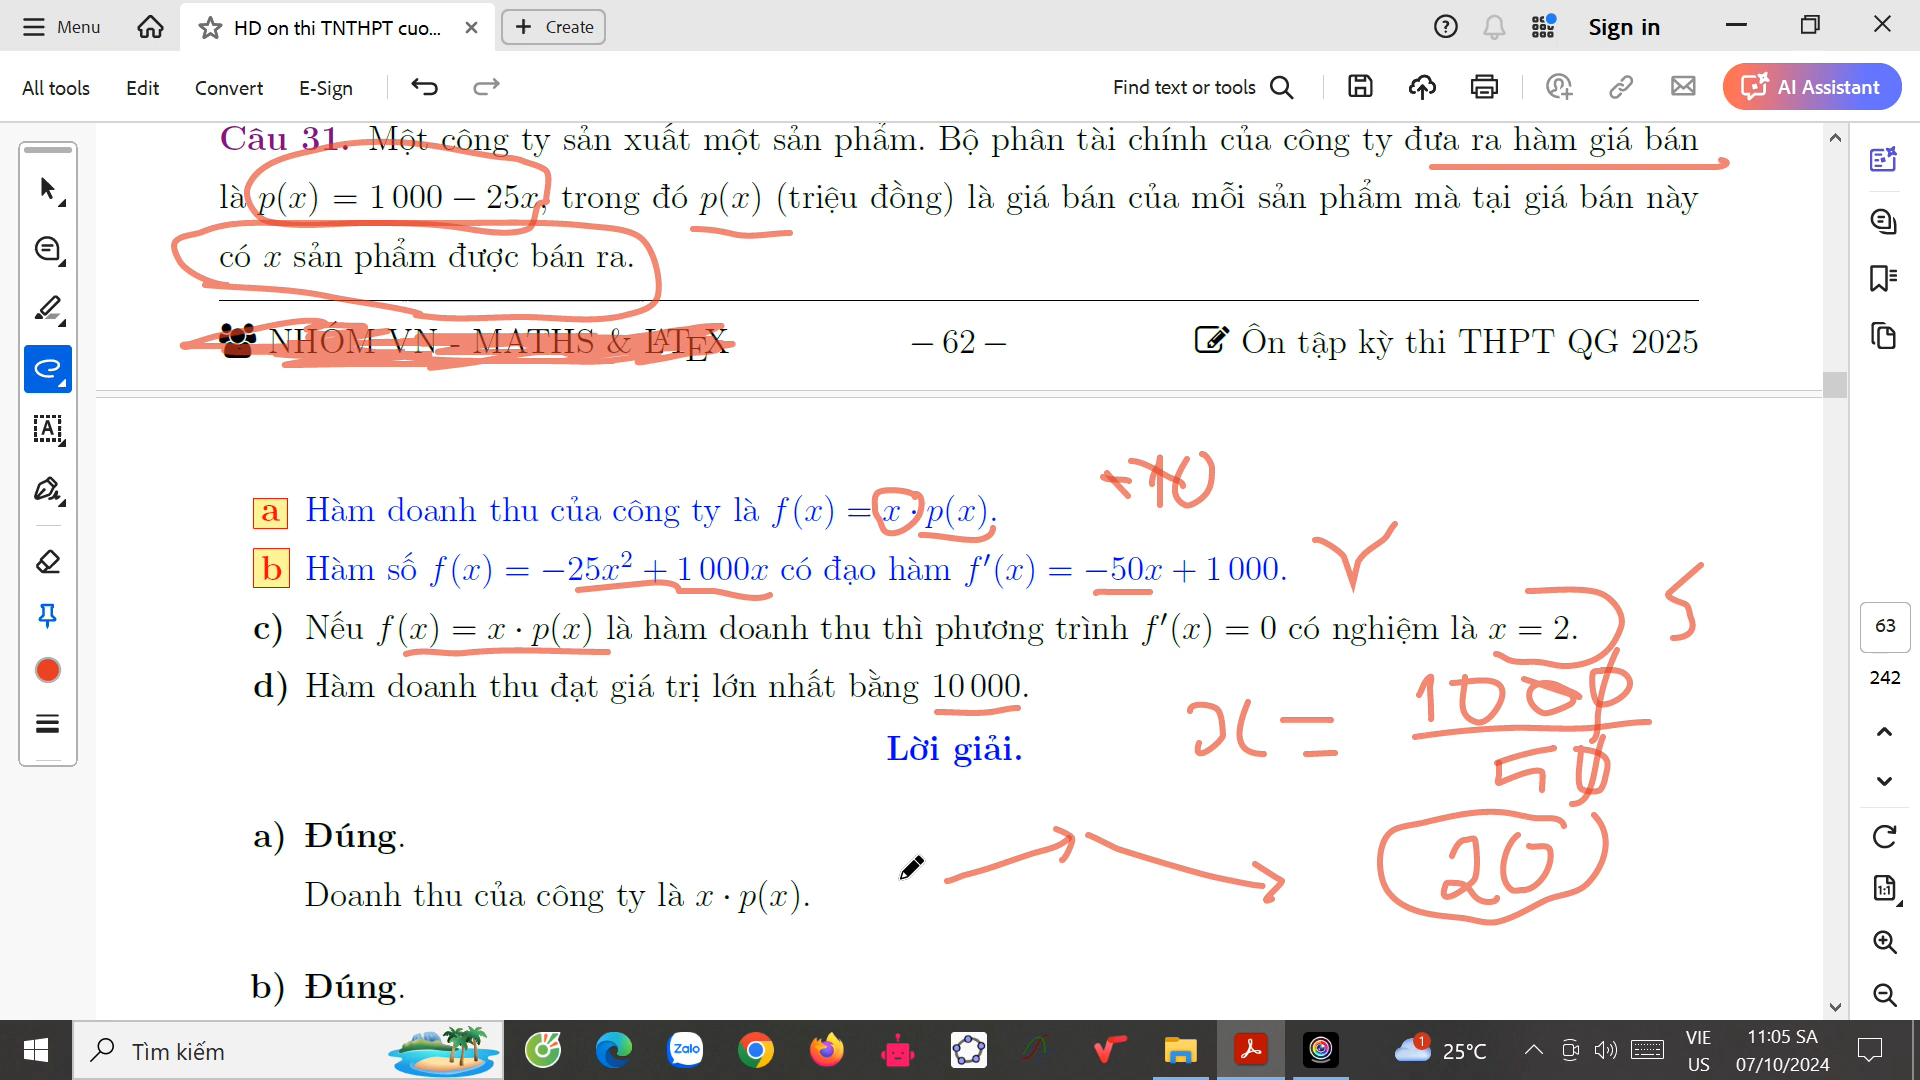 Menu
HD on thi TNTHPT cuo...
Create
Sign in
All tools
Edit
Convert
E-Sign
Find text or tools
AI Assistant
Câu 31. Một công ty sản xuất một sản phẩm. Bộ phân tài chính của công ty đưa ra hàm giá bán
là p(x) = 1 000 − 25x, trong đó p(x) (triệu đồng) là giá bán của mỗi sản phẩm mà tại giá bán này
có x sản phẩm được bán ra.
NHÓM VN - MATHS & LATEX
– 62 –
Ôn tập kỳ thi THPT QG 2025
a Hàm doanh thu của công ty là f(x) = x · p(x).
b Hàm số f(x) = −25x² + 1 000x có đạo hàm f′(x) = −50x + 1 000.
c) Nếu f(x) = x · p(x) là hàm doanh thu thì phương trình f′(x) = 0 có nghiệm là x = 2.
d) Hàm doanh thu đạt giá trị lớn nhất bằng 10 000.
x = 1000
50
20
Lời giải.
a) Đúng.
Doanh thu của công ty là x · p(x).
b) Đúng.
63
242
1:1
Tìm kiếm
Zalo
1
25°C
VIE
US
11:05 SA
07/10/2024